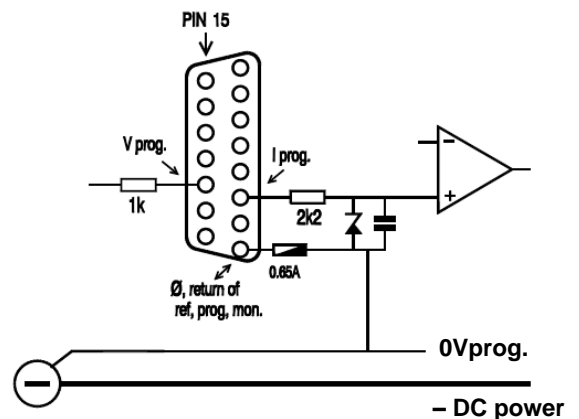 PIN 15
V prog.
I prog.
1k
2k2
0.65A
Ø, return of
ref, prog, mon.
0Vprog.
– DC power